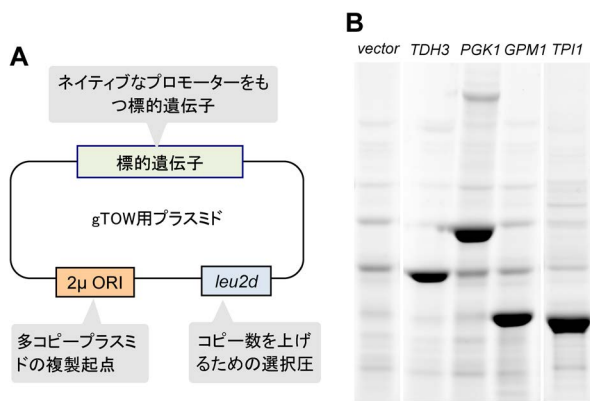 A
ネイティブなプロモーターをも
つ標的遺伝子
標的遺伝子
gTOW用プラスミド
2μ ORI
leu2d
多コピープラスミ
ドの複製起点
コピー数を上げ
るための選択圧
B
vector TDH3 PGK1 GPM1 TPI1